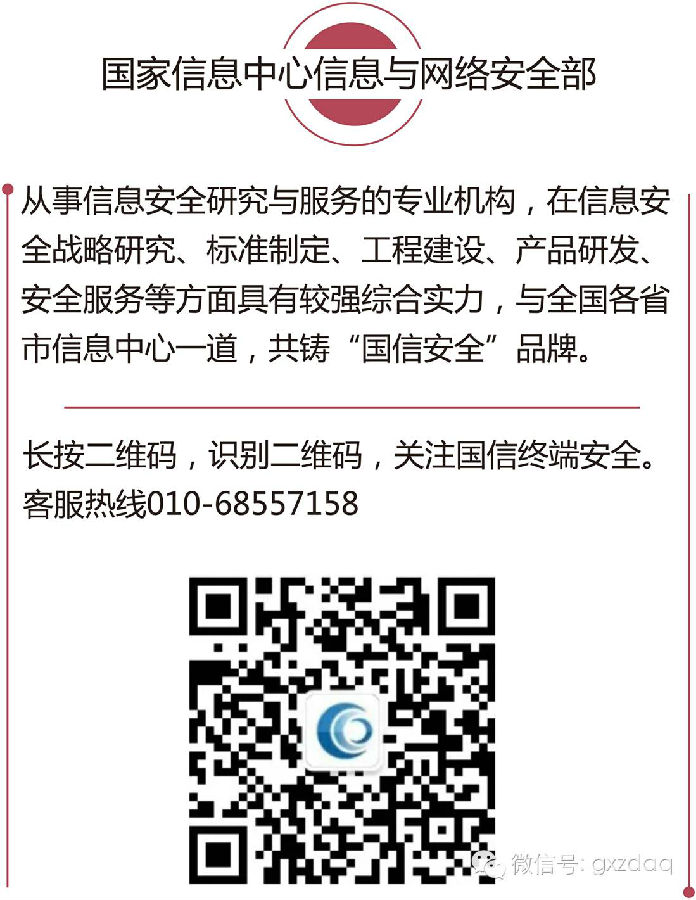 国家信息中心信息与网络安全部
从事信息安全研究与服务的专业机构，在信息安
全战略研究、标准制定、工程建设、产品研发、
安全服务等方面具有较强综合实力，与全国各省
市信息中心一道，共铸“国信安全”品牌。
长按二维码，识别二维码，关注国信终端安全。
客服热线010-68557158
微信号: gxzdaq